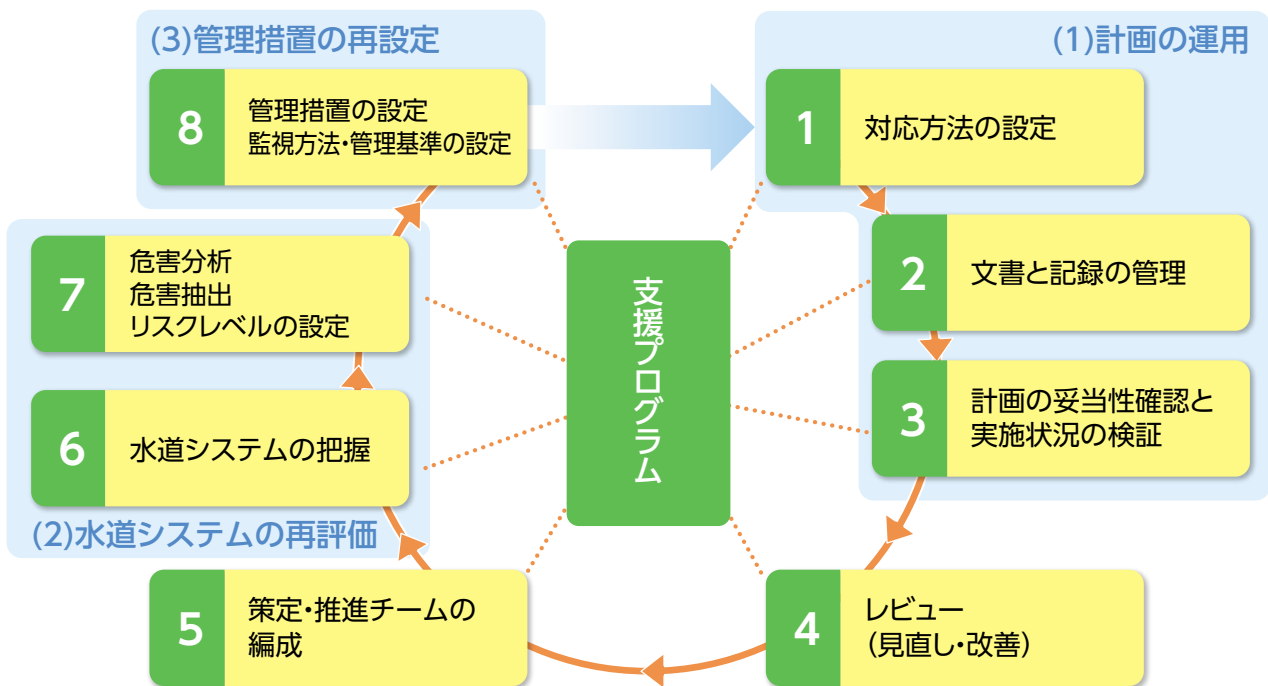 (3)管理措置の再設定
8
管理措置の設定
監視方法・管理基準の設定
(1)計画の運用
1
対応方法の設定
2
文書と記録の管理
3
計画の妥当性確認と
実施状況の検証
4
レビュー
(見直し・改善)
5
策定・推進チームの
編成
(2)水道システムの再評価
6
水道システムの把握
7
危害分析
危害抽出
リスクレベルの設定
支援プログラム